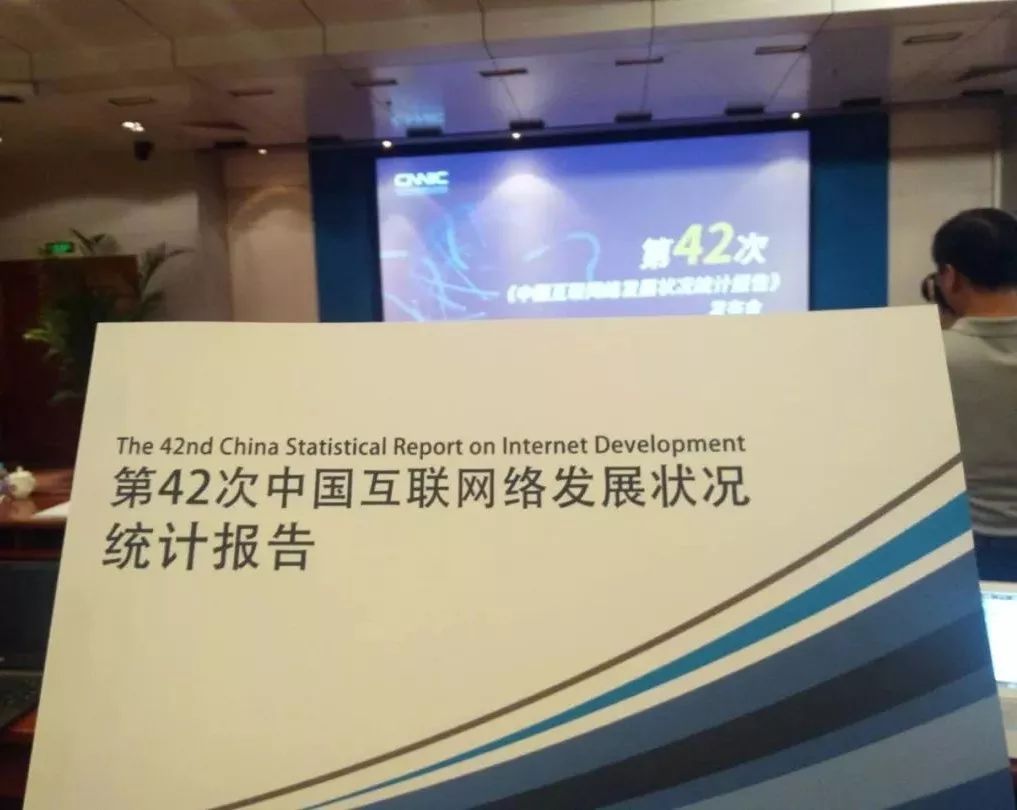 CNNIC
第42次
《中国互联网络发展状况统计报告》
发布会
The 42nd China Statistical Report on Internet Development
第42次中国互联网络发展状况
统计报告